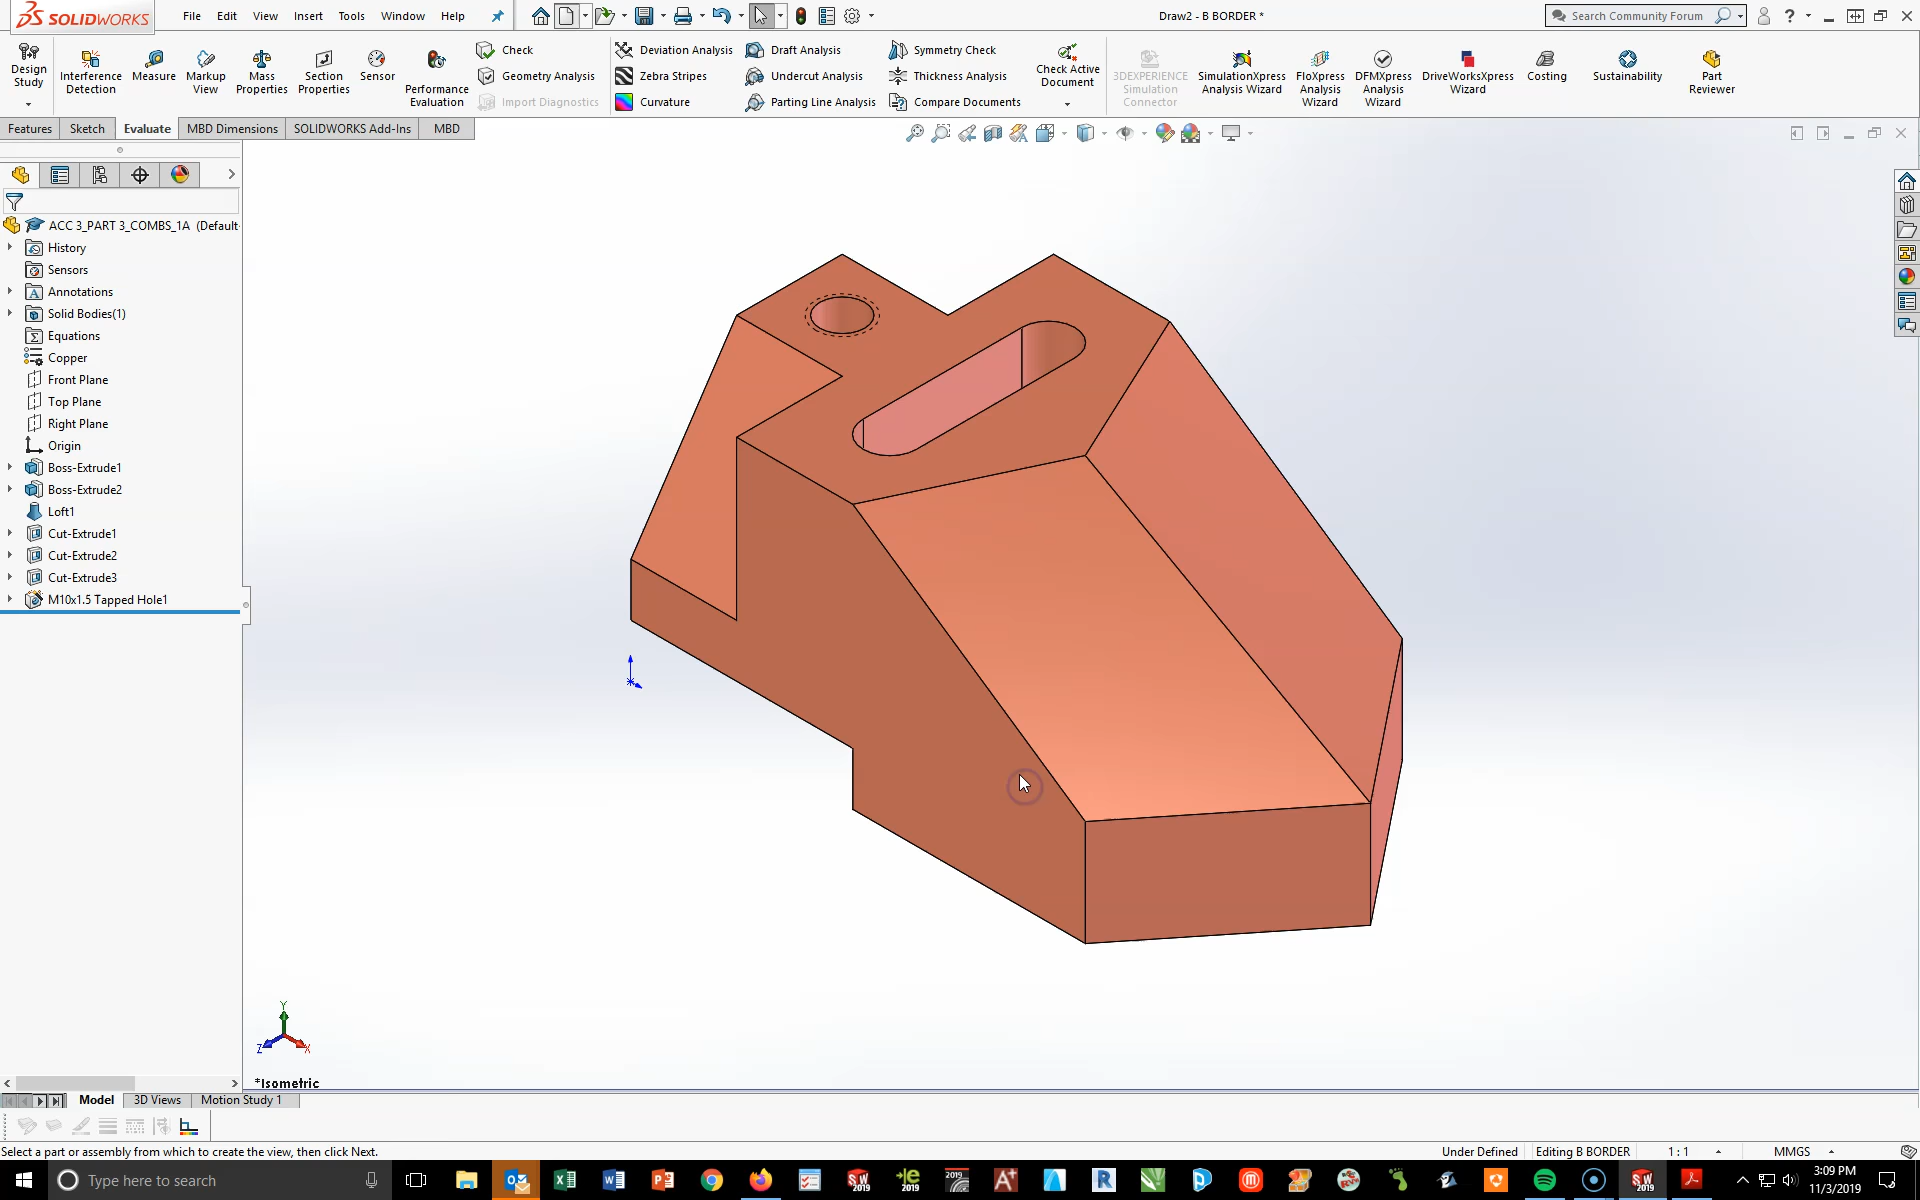 SOLIDWORKS File Edit View Insert Tools Window Help Draw2 - B BORDER * Search Community Forum ?
Design Study
Interference Detection
Measure
Markup View
Mass Properties
Section Properties
Sensor
Performance Evaluation
Check
Geometry Analysis
Import Diagnostics
Deviation Analysis
Zebra Stripes
Curvature
Draft Analysis
Undercut Analysis
Parting Line Analysis
Symmetry Check
Thickness Analysis
Compare Documents
Check Active Document
3DEXPERIENCE Simulation Connector
SimulationXpress Analysis Wizard
FloXpress Analysis Wizard
DFMXpress Analysis Wizard
DriveWorksXpress Wizard
Costing
Sustainability
Part Reviewer
Features Sketch Evaluate MBD Dimensions SOLIDWORKS Add-Ins MBD
ACC 3_PART 3_COMBS_1A (Default
History
Sensors
Annotations
Solid Bodies(1)
Equations
Copper
Front Plane
Top Plane
Right Plane
Origin
Boss-Extrude1
Boss-Extrude2
Loft1
Cut-Extrude1
Cut-Extrude2
Cut-Extrude3
M10x1.5 Tapped Hole1
Y
Z X
*Isometric
Model 3D Views Motion Study 1
Select a part or assembly from which to create the view, then click Next. Under Defined Editing B BORDER 1 : 1 MMGS
Type here to search
3:09 PM
11/3/2019